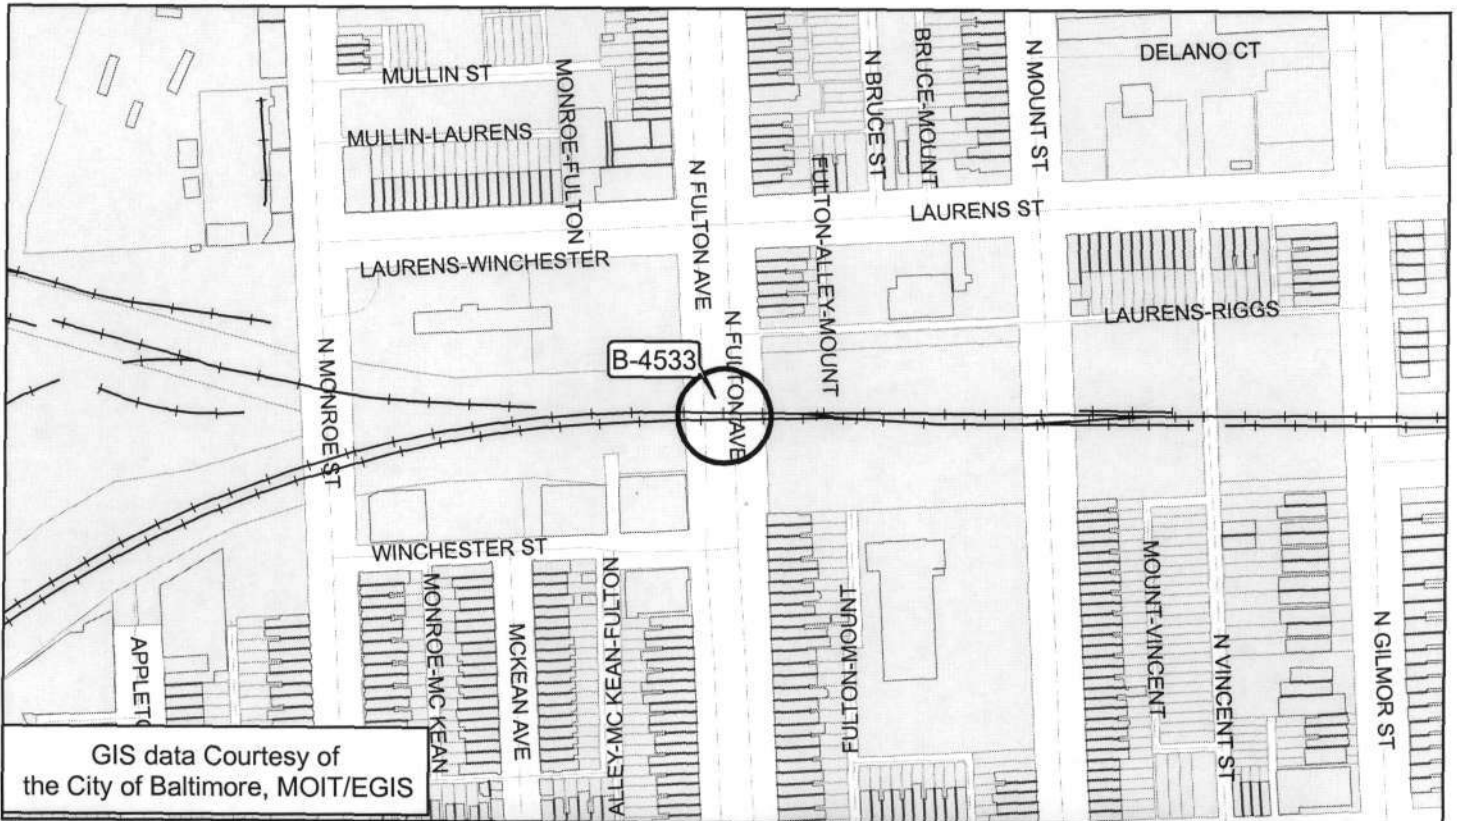 MULLIN ST
MULLIN-LAURENS
MONROE-FULTON
N FULTON AVE
N BRUCE ST
BRUCE-MOUNT
N MOUNT ST
DELANO CT
FULTON-ALLEY-MOUNT
LAURENS ST
LAURENS-WINCHESTER
LAURENS-RIGGS
N MONROE ST
B-4533
N FULTON AVE
WINCHESTER ST
APPLETO
MONROE-MC KEAN
MCKEAN AVE
ALLEY-MC KEAN-FULTON
FULTON-MOUNT
MOUNT-VINCENT
N VINCENT ST
N GILMOR ST
GIS data Courtesy of
the City of Baltimore, MOIT/EGIS